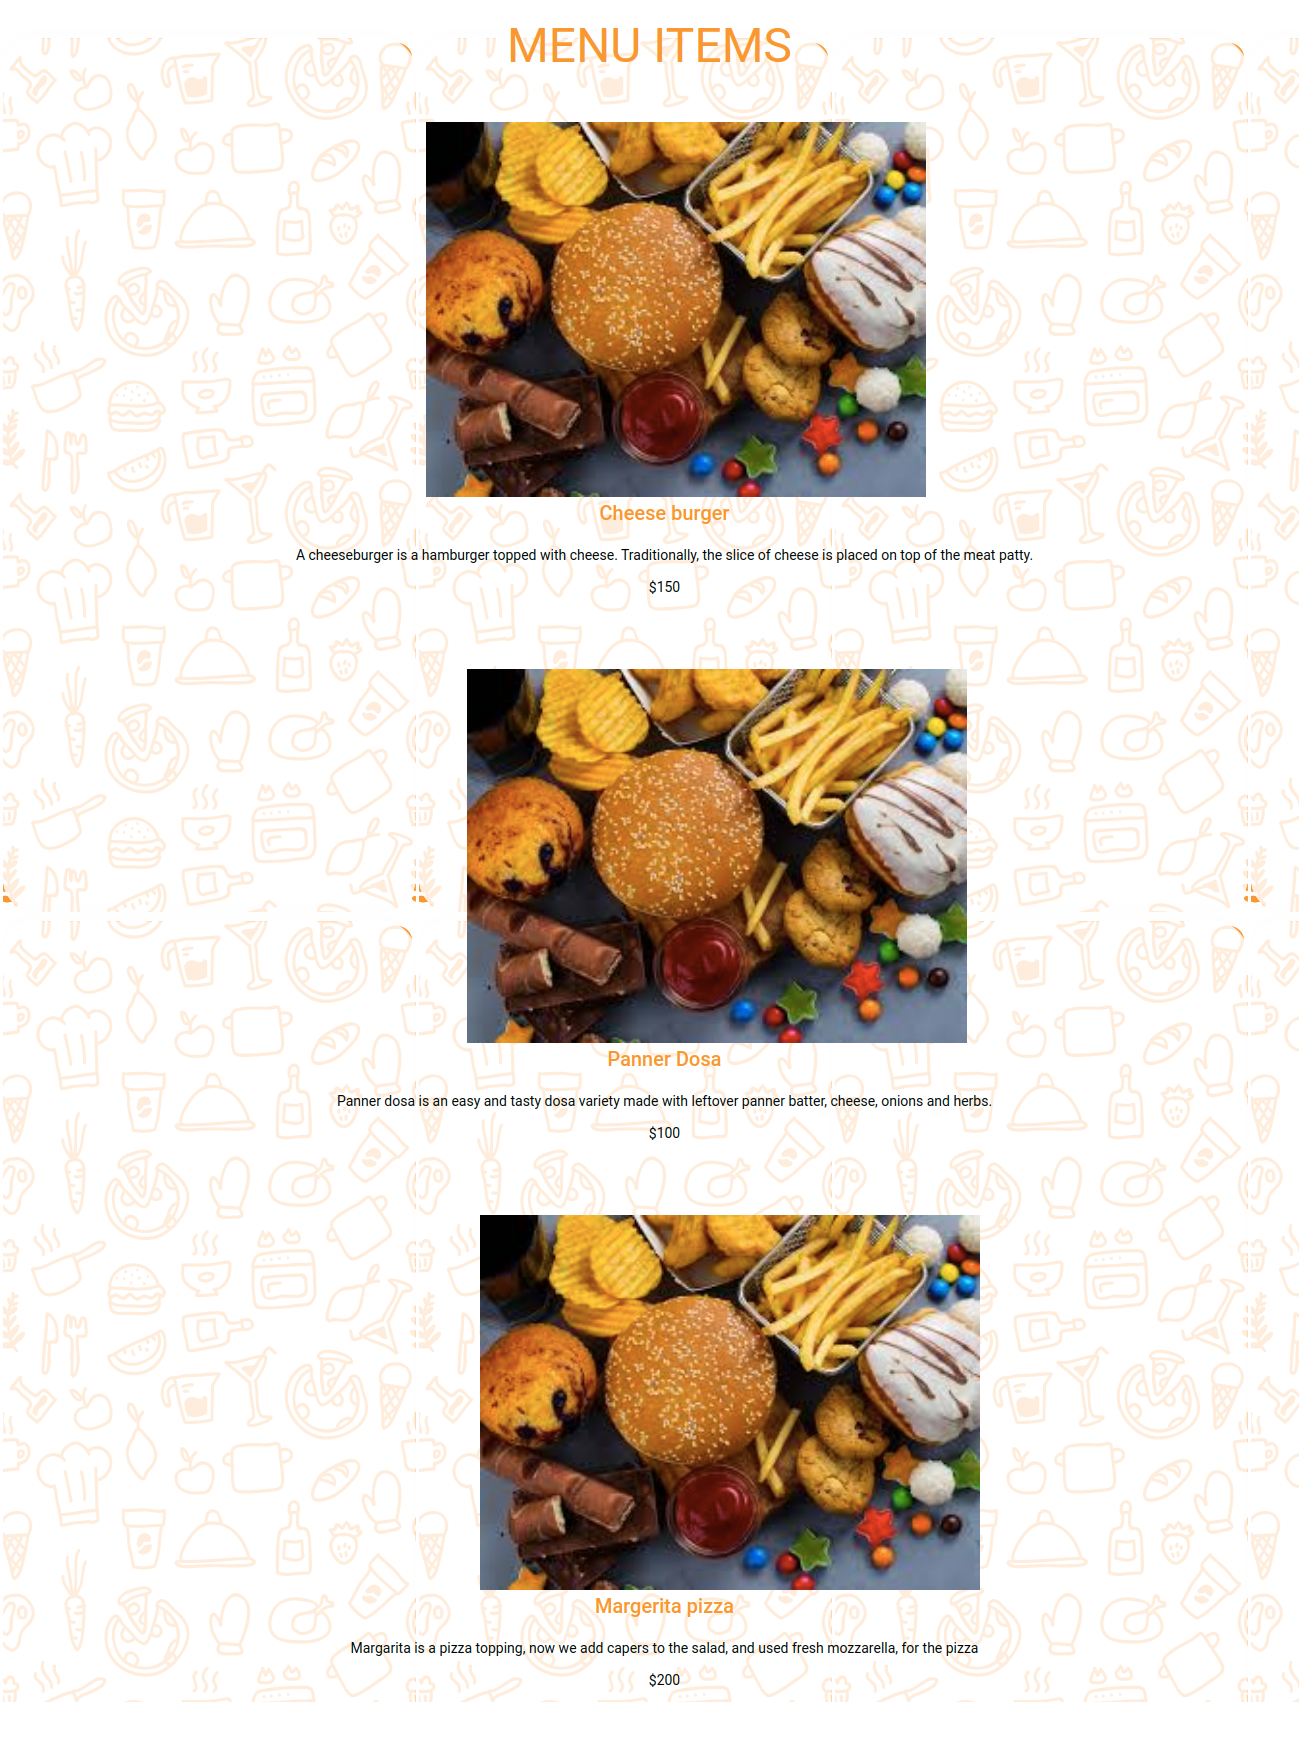 MENU ITEMS
Cheese burger
A cheeseburger is a hamburger topped with cheese. Traditionally, the slice of cheese is placed on top of the meat patty.
$150
Panner Dosa
Panner dosa is an easy and tasty dosa variety made with leftover panner batter, cheese, onions and herbs.
$100
Margerita pizza
Margarita is a pizza topping, now we add capers to the salad, and used fresh mozzarella, for the pizza
$200